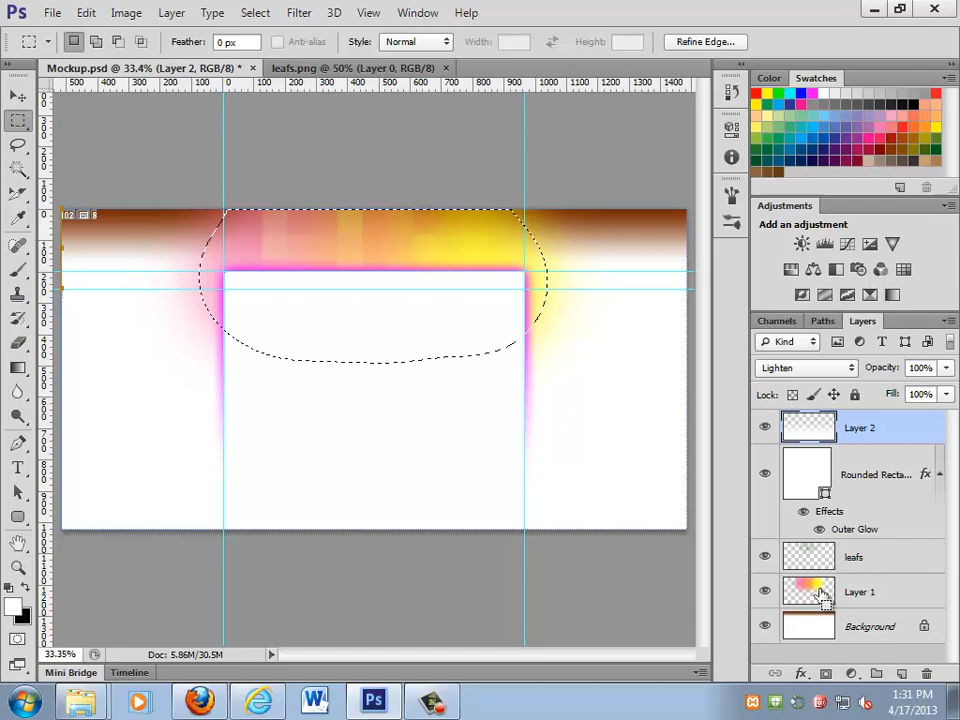 Ps File Edit Image Layer Type Select Filter 3D View Window Help
Feather: 0 px Anti-alias Style: Normal Width: Height: Refine Edge...
Mockup.psd @ 33.4% (Layer 2, RGB/8) * × leafs.png @ 50% (Layer 0, RGB/8) ×
500 400 300 200 100 0 100 200 300 400 500 600 700 800 900 1000 1100 1200 1300 1400
Color Swatches
Adjustments
Add an adjustment
Channels Paths Layers
Kind
Lighten Opacity: 100%
Lock: Fill: 100%
Layer 2
Rounded Recta... fx
Effects
Outer Glow
leafs
Layer 1
Background
33.35% Doc: 5.86M/30.5M
Mini Bridge Timeline
1:31 PM
4/17/2013